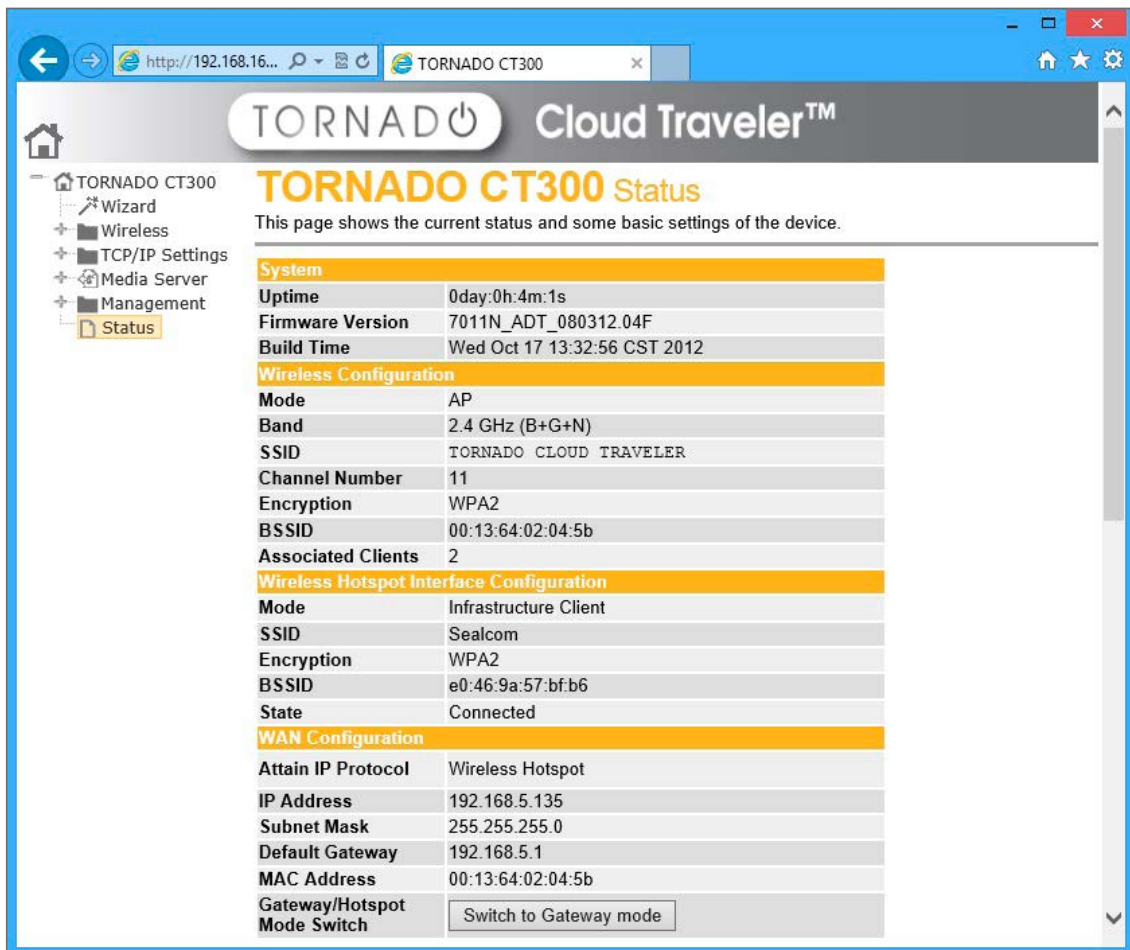 http://192.168.16...
TORNADO CT300
TORNADO Cloud Traveler™
TORNADO CT300
Wizard
Wireless
TCP/IP Settings
Media Server
Management
Status
TORNADO CT300 Status
This page shows the current status and some basic settings of the device.
System
Uptime 0day:0h:4m:1s
Firmware Version 7011N_ADT_080312.04F
Build Time Wed Oct 17 13:32:56 CST 2012
Wireless Configuration
Mode AP
Band 2.4 GHz (B+G+N)
SSID TORNADO CLOUD TRAVELER
Channel Number 11
Encryption WPA2
BSSID 00:13:64:02:04:5b
Associated Clients 2
Wireless Hotspot Interface Configuration
Mode Infrastructure Client
SSID Sealcom
Encryption WPA2
BSSID e0:46:9a:57:bf:b6
State Connected
WAN Configuration
Attain IP Protocol Wireless Hotspot
IP Address 192.168.5.135
Subnet Mask 255.255.255.0
Default Gateway 192.168.5.1
MAC Address 00:13:64:02:04:5b
Gateway/Hotspot
Mode Switch Switch to Gateway mode